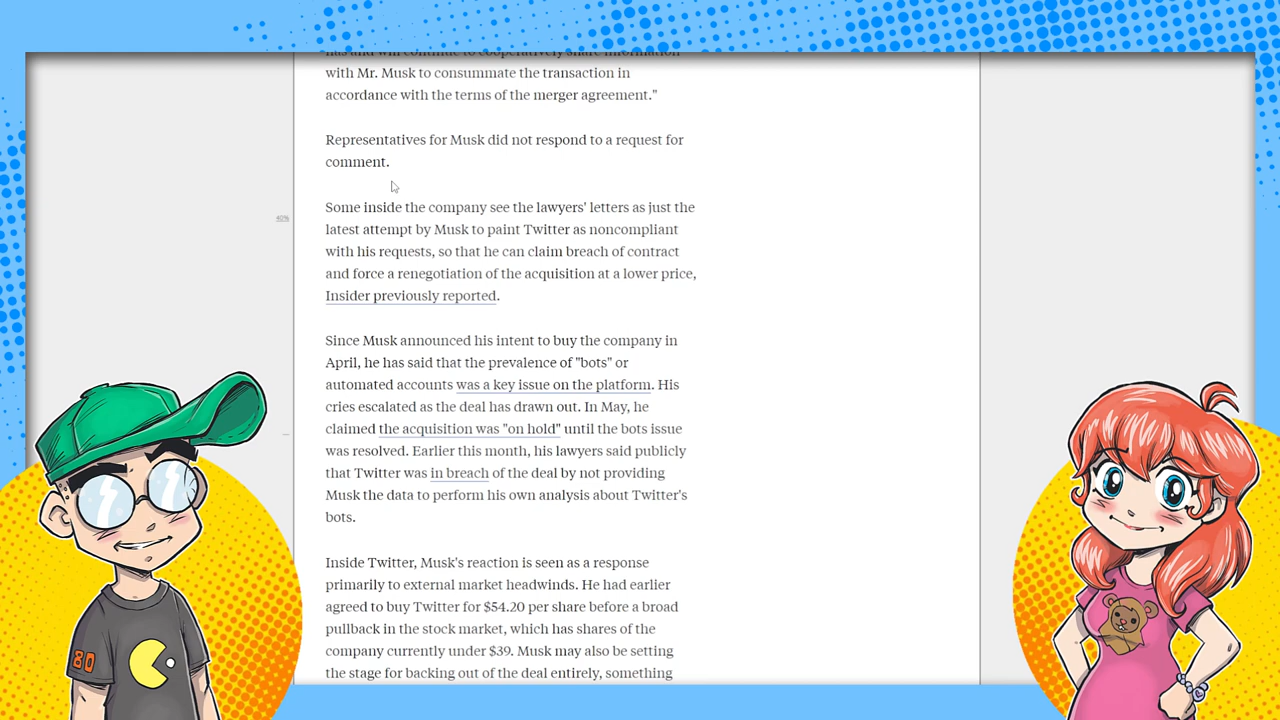 has and will continue to cooperatively share information
with Mr. Musk to consummate the transaction in
accordance with the terms of the merger agreement."
Representatives for Musk did not respond to a request for
comment.
Some inside the company see the lawyers' letters as just the
latest attempt by Musk to paint Twitter as noncompliant
with his requests, so that he can claim breach of contract
and force a renegotiation of the acquisition at a lower price,
Insider previously reported.
Since Musk announced his intent to buy the company in
April, he has said that the prevalence of "bots" or
automated accounts was a key issue on the platform. His
cries escalated as the deal has drawn out. In May, he
claimed the acquisition was "on hold" until the bots issue
was resolved. Earlier this month, his lawyers said publicly
that Twitter was in breach of the deal by not providing
Musk the data to perform his own analysis about Twitter's
bots.
Inside Twitter, Musk's reaction is seen as a response
primarily to external market headwinds. He had earlier
agreed to buy Twitter for $54.20 per share before a broad
pullback in the stock market, which has shares of the
company currently under $39. Musk may also be setting
the stage for backing out of the deal entirely, something
80